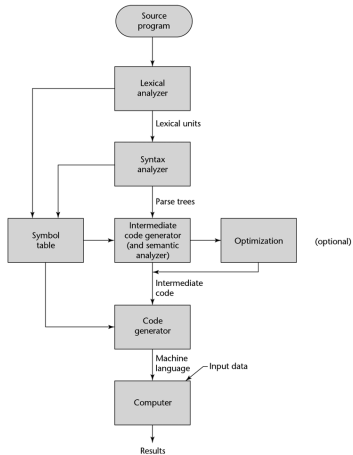 Source
program
Lexical
analyzer
Lexical units
Syntax
analyzer
Parse trees
Symbol
table
Intermediate
code generator
(and semantic
analyzer)
Optimization
(optional)
Intermediate
code
Code
generator
Machine
language
Input data
Computer
Results